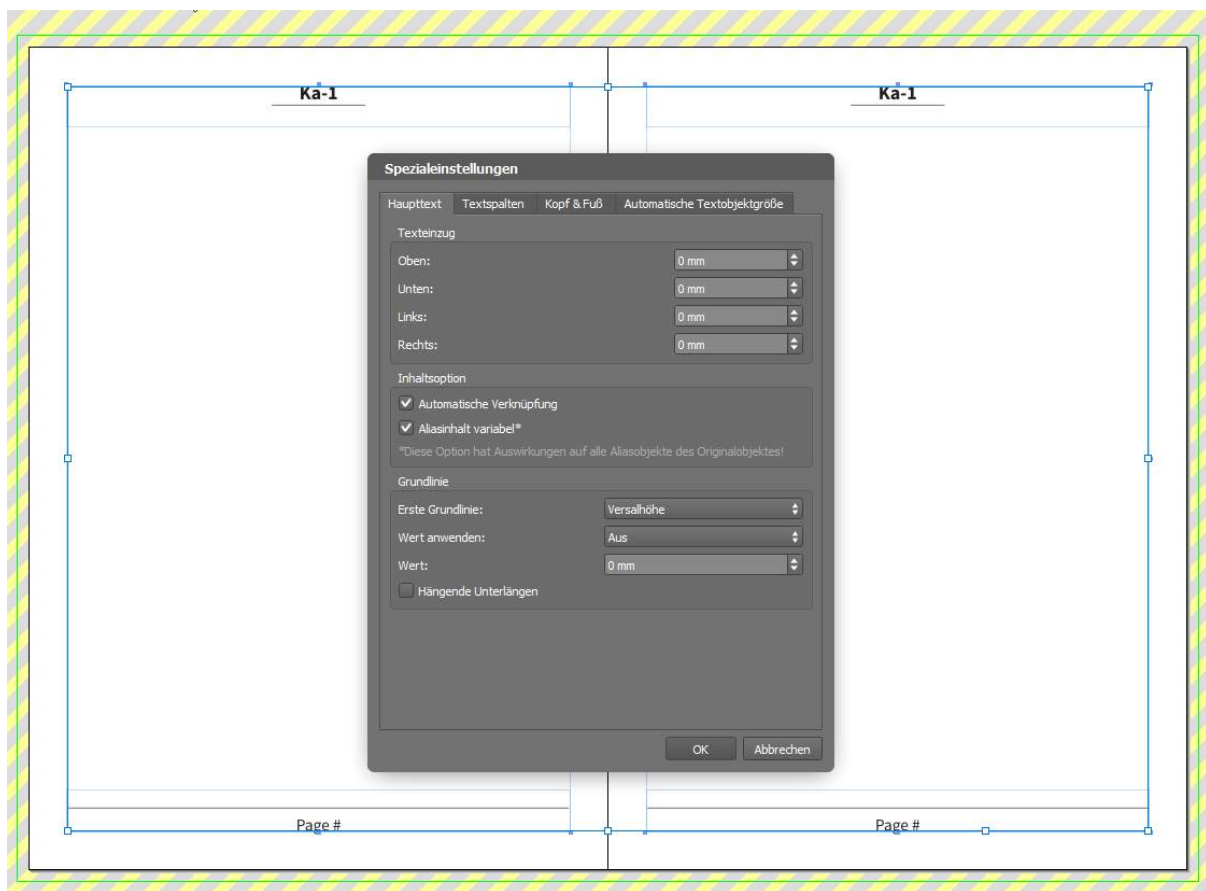 Ka-1 Ka-1
Spezialeinstellungen
Haupttext Textspalten Kopf & Fuß Automatische Textobjektgröße
Texteinzug
Oben: 0 mm
Unten: 0 mm
Links: 0 mm
Rechts: 0 mm
Inhaltsoption
Automatische Verknüpfung
Aliasinhalt variabel*
*Diese Option hat Auswirkungen auf alle Aliasobjekte des Originalobjektes!
Grundlinie
Erste Grundlinie: Versalhöhe
Wert anwenden: Aus
Wert: 0 mm
Hängende Unterlängen
OK Abbrechen
Page # Page #